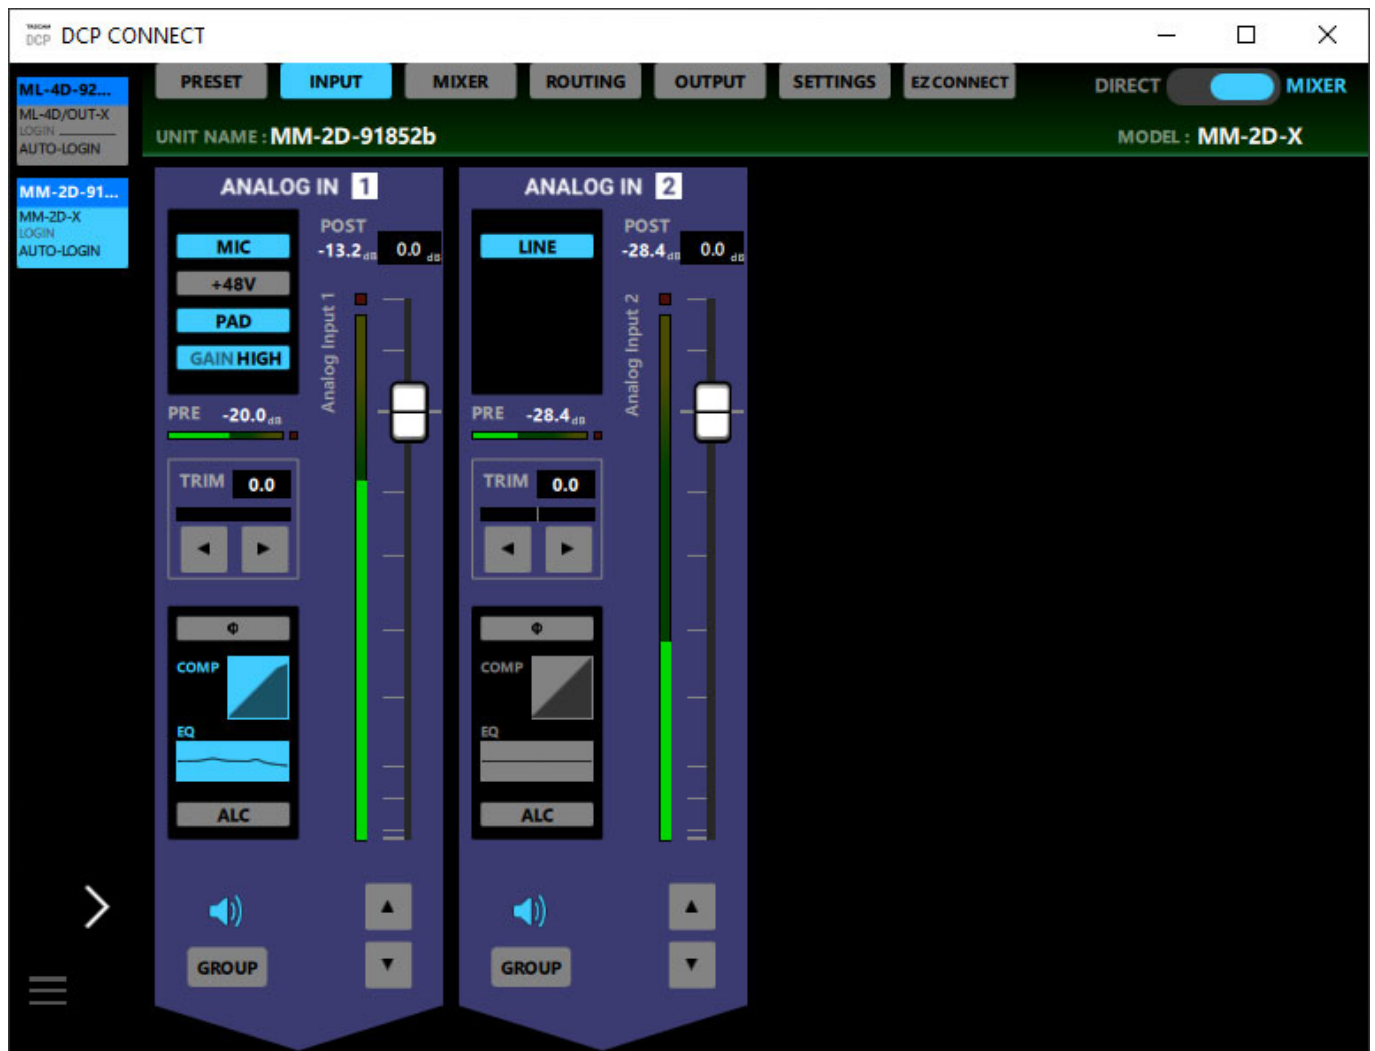 TASCAM
DCP DCP CONNECT
ML-4D-92...
ML-4D/OUT-X
LOGIN
AUTO-LOGIN
MM-2D-91...
MM-2D-X
LOGIN
AUTO-LOGIN
PRESET INPUT MIXER ROUTING OUTPUT SETTINGS EZ CONNECT DIRECT MIXER
UNIT NAME : MM-2D-91852b MODEL : MM-2D-X
ANALOG IN 1
MIC
+48V
PAD
GAIN HIGH
POST
-13.2 dB 0.0 dB
Analog Input 1
PRE -20.0 dB
TRIM 0.0
◄ ►
Φ
COMP
EQ
ALC
▲
GROUP ▼
ANALOG IN 2
LINE
POST
-28.4 dB 0.0 dB
Analog Input 2
PRE -28.4 dB
TRIM 0.0
◄ ►
Φ
COMP
EQ
ALC
▲
GROUP ▼